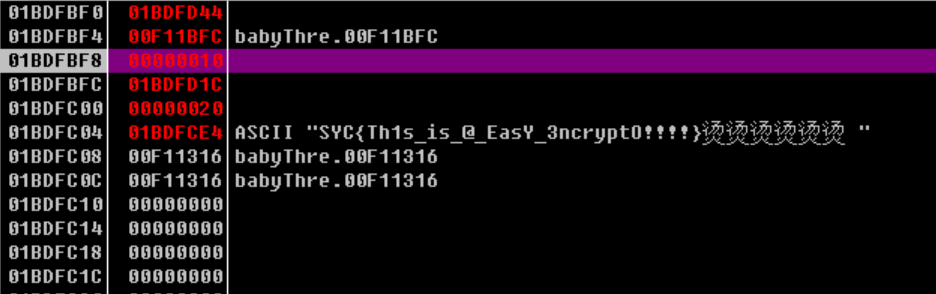 01BDFBF0 01BDFD44
01BDFBF4 00F11BFC babyThre.00F11BFC
01BDFBF8 00000010
01BDFBFC 01BDFD1C
01BDFC00 00000020
01BDFC04 01BDFCE4 ASCII "SYC{Th1s_is_@_EasY_3ncryptO!!!!}烫烫烫烫烫烫 "
01BDFC08 00F11316 babyThre.00F11316
01BDFC0C 00F11316 babyThre.00F11316
01BDFC10 00000000
01BDFC14 00000000
01BDFC18 00000000
01BDFC1C 00000000